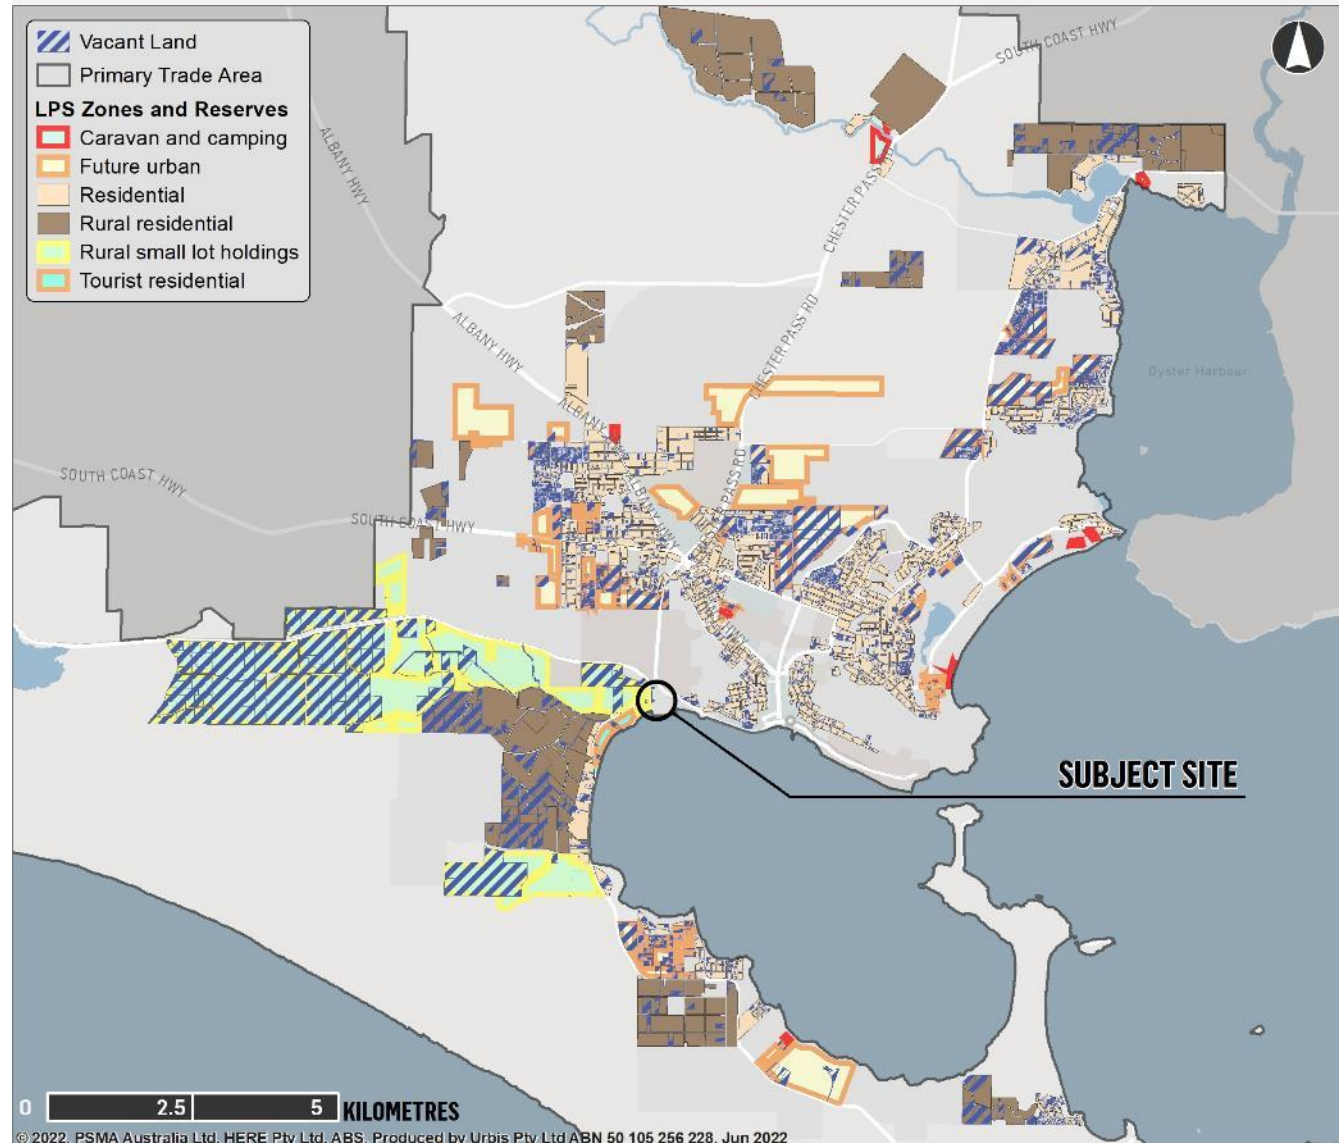 Vacant Land
Primary Trade Area
LPS Zones and Reserves
Caravan and camping
Future urban
Residential
Rural residential
Rural small lot holdings
Tourist residential
SOUTH COAST HWY
ALBANY HWY
CHESTER PASS RD
CHESTER PASS RD
ALBANY HWY
Oyster Harbour
ALBANY
ALBANY
SOUTH COAST HWY
PASS RD
SOUTH COAST HWY
SUBJECT SITE
0 2.5 5 KILOMETRES
© 2022. PSMA Australia Ltd, HERE Pty Ltd, ABS. Produced by Urbis Pty Ltd ABN 50 105 256 228, Jun 2022